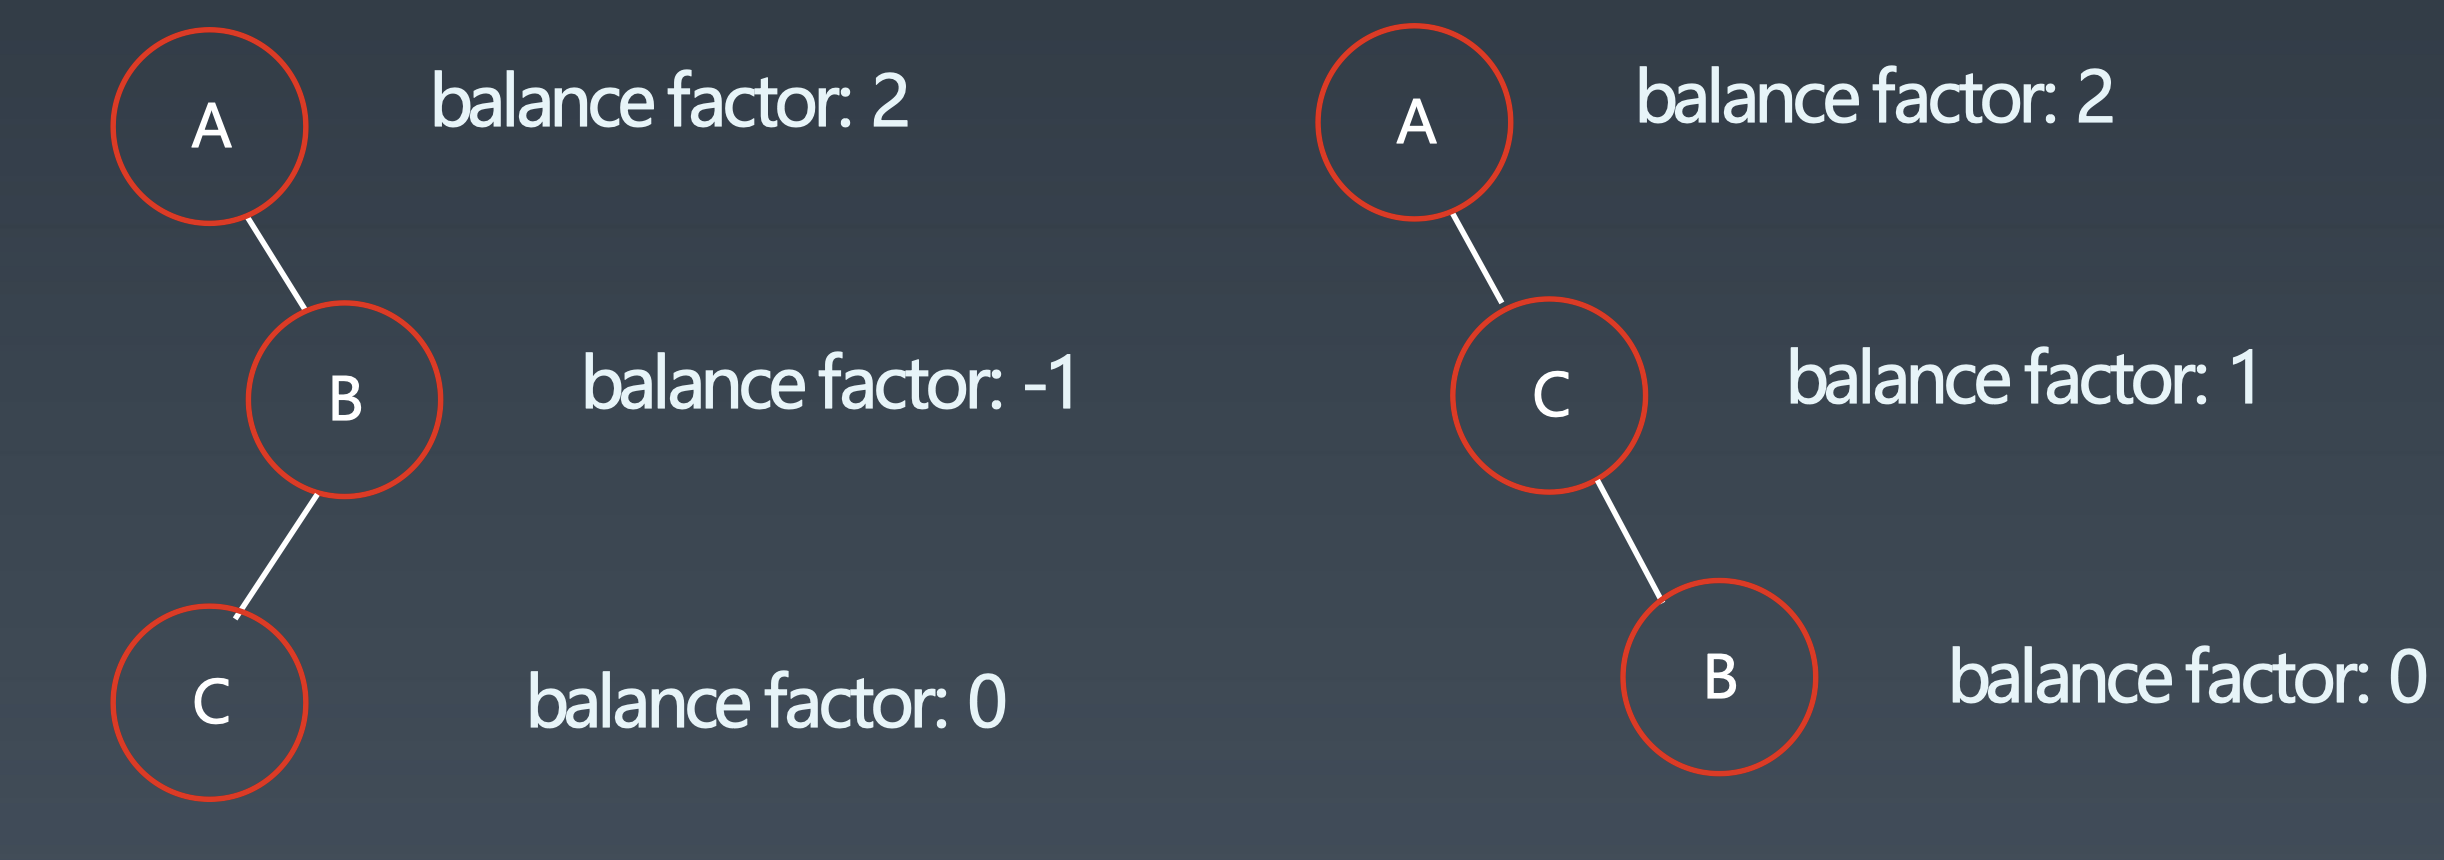 A
balance factor: 2
B
balance factor: -1
C
balance factor: 0
A
balance factor: 2
C
balance factor: 1
B
balance factor: 0